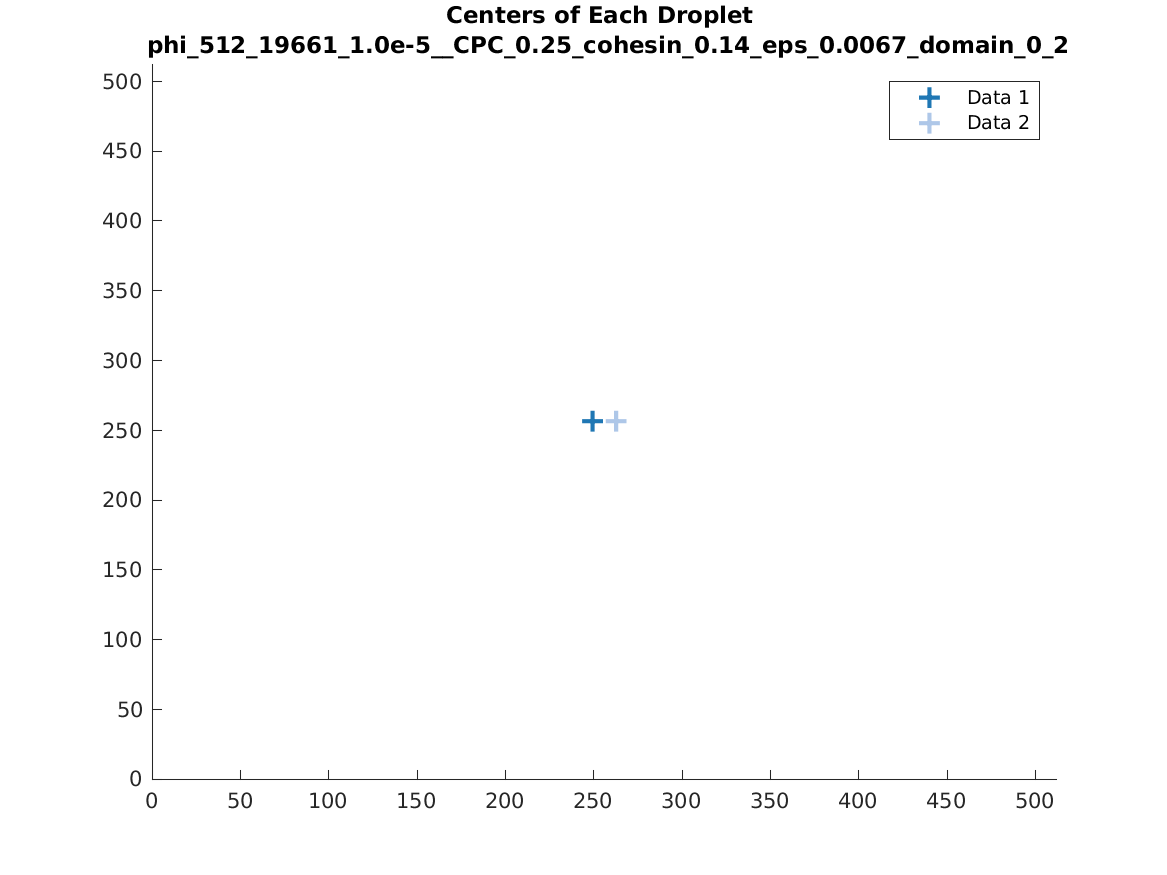 Centers of Each Droplet
phi_512_19661_1.0e-5__CPC_0.25_cohesin_0.14_eps_0.0067_domain_0_2
Data 1
Data 2
500
450
400
350
300
250
200
150
100
50
0
0 50 100 150 200 250 300 350 400 450 500